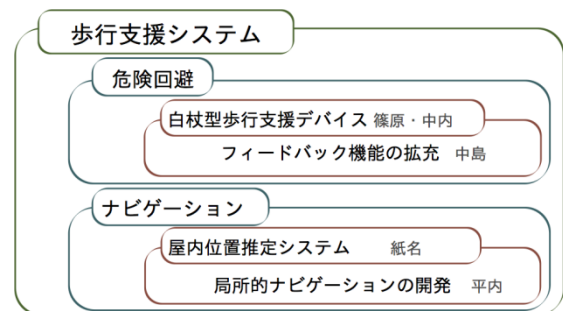 歩行支援システム
危険回避
白杖型歩行支援デバイス 篠原・中内
フィードバック機能の拡充 中島
ナビゲーション
屋内位置推定システム 紙名
局所的ナビゲーションの開発 平内